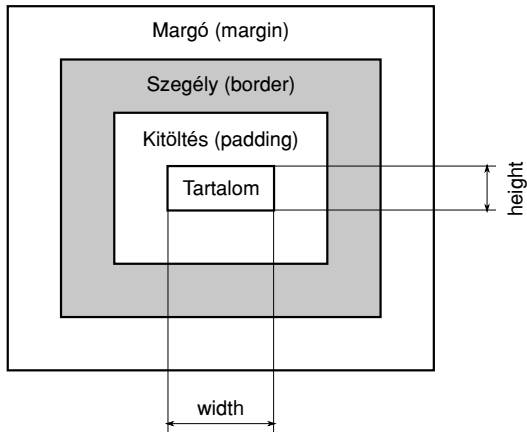 Margó (margin)
Szegély (border)
Kitöltés (padding)
Tartalom
height
width